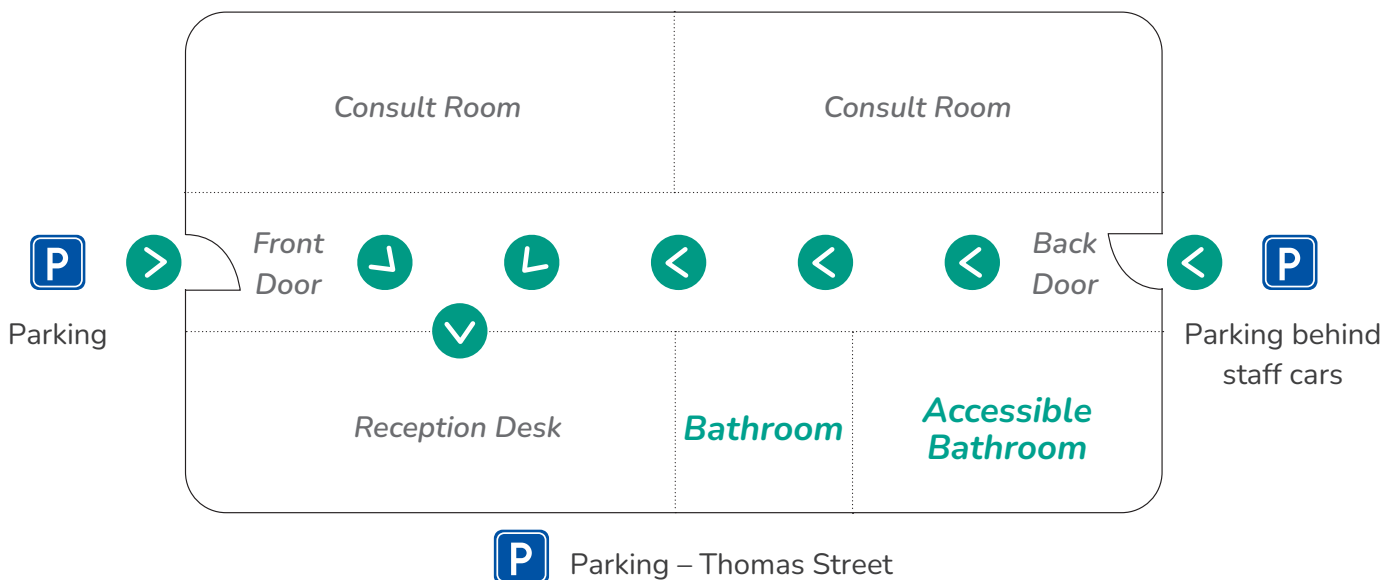 Consult Room
Consult Room
P
Parking
Front
Door
Back
Door
P
Parking behind
staff cars
Reception Desk
Bathroom
Accessible
Bathroom
P
Parking – Thomas Street